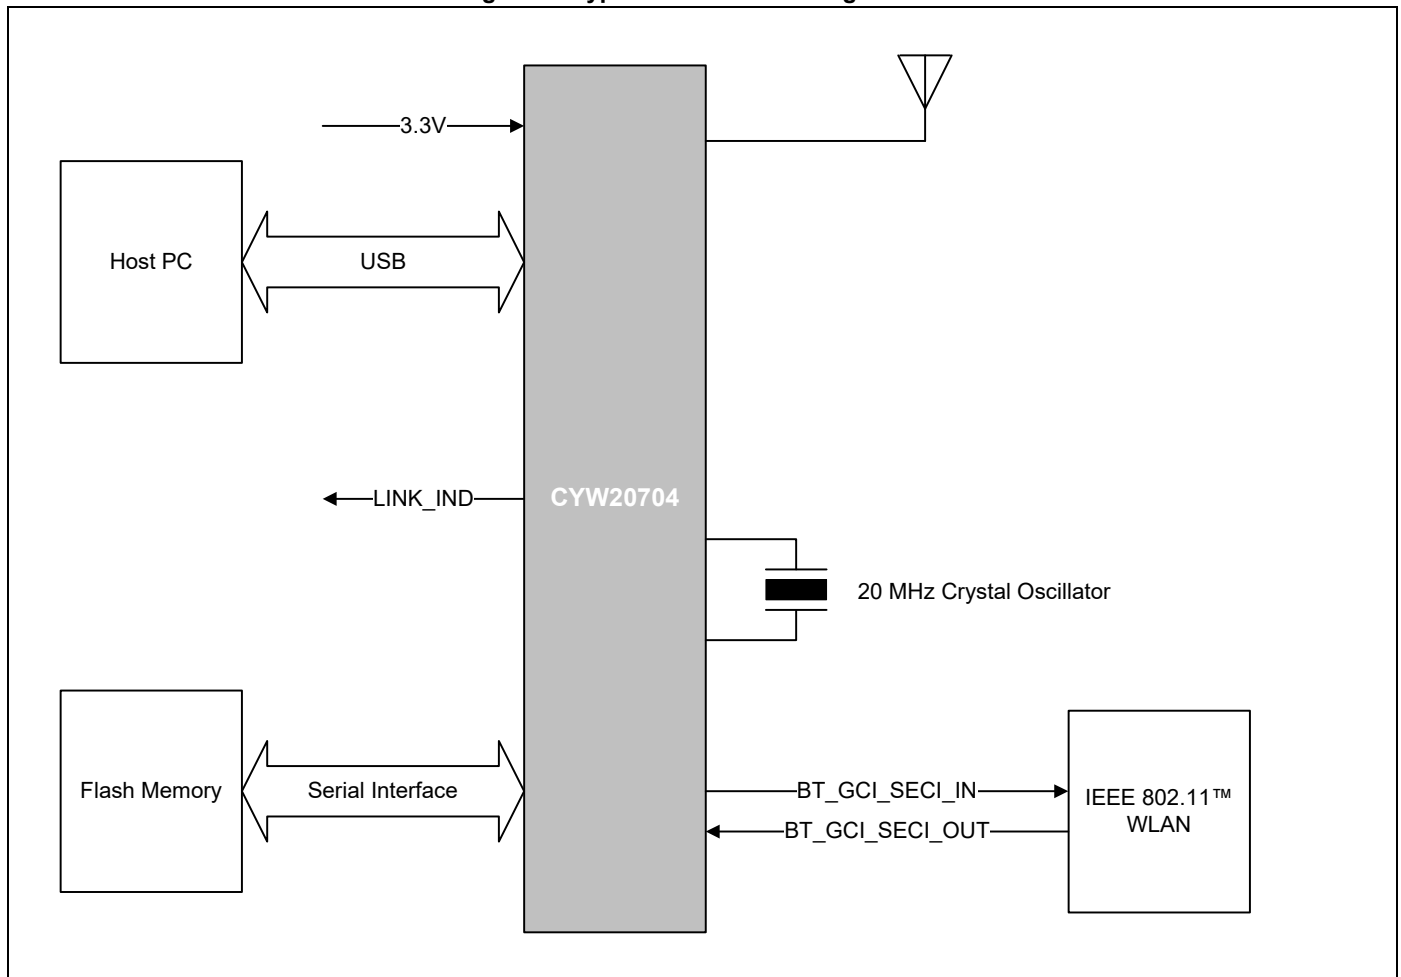 3.3V
Host PC
USB
LINK_IND
CYW20704
20 MHz Crystal Oscillator
Flash Memory
Serial Interface
BT_GCI_SECI_IN
BT_GCI_SECI_OUT
IEEE 802.11™
WLAN